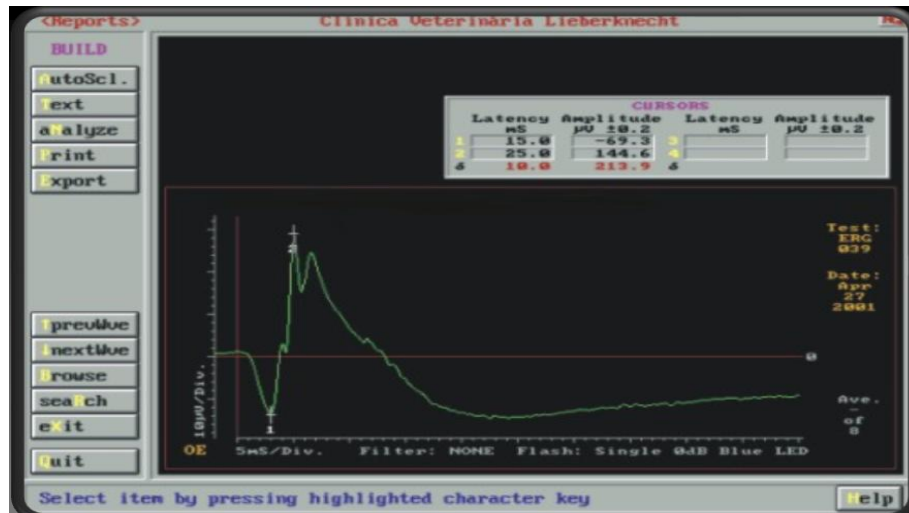 <Reports>
Clinica Veterinària Lieberknecht
BUILD
AutoScl.
Text
aNalyze
Print
Export
CURSORS
Latency Amplitude Latency Amplitude
mS µV ±0.2 mS µV ±0.2
1 15.0 -69.3 3
2 25.0 144.6 4
δ 10.0 213.9 δ
Test:
ERG
039
Date:
Apr
27
2001
2
1
0
10µV/Div.
↑prevWve
↓nextWve
Browse
seaRch
eXit
Quit
Ave.
-
of
8
OE 5mS/Div. Filter: NONE Flash: Single 0dB Blue LED
Select item by pressing highlighted character key
Help